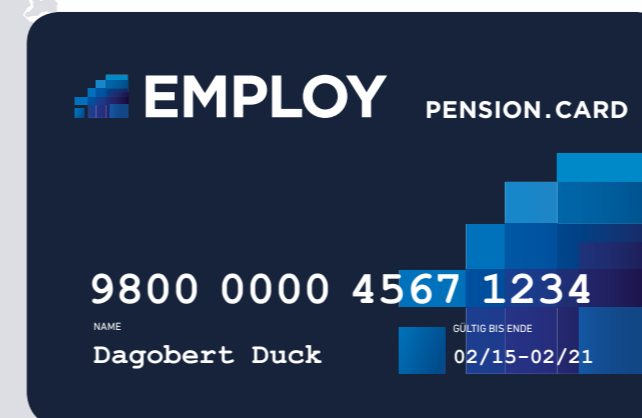 EMPLOY PENSION.CARD
9800 0000 4567 1234
NAME GÜLTIG BIS ENDE
Dagobert Duck 02/15-02/21